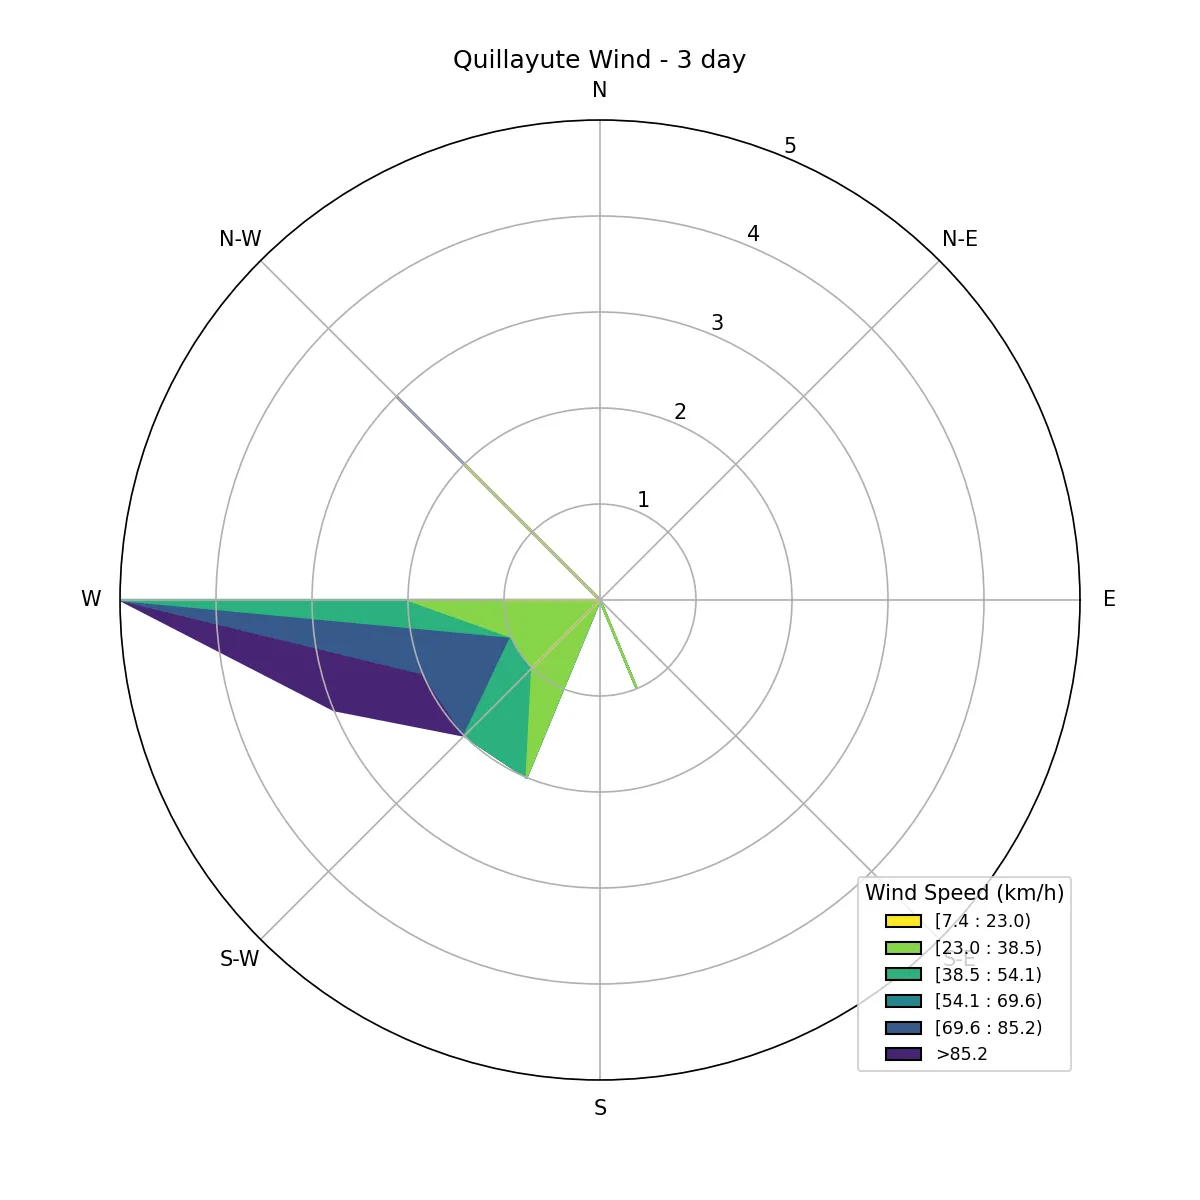 Quillayute Wind - 3 day
N
5
N-W
4
N-E
3
2
1
W
E
S-W
S-E
S
Wind Speed (km/h)
[7.4 : 23.0)
[23.0 : 38.5)
[38.5 : 54.1)
[54.1 : 69.6)
[69.6 : 85.2)
>85.2